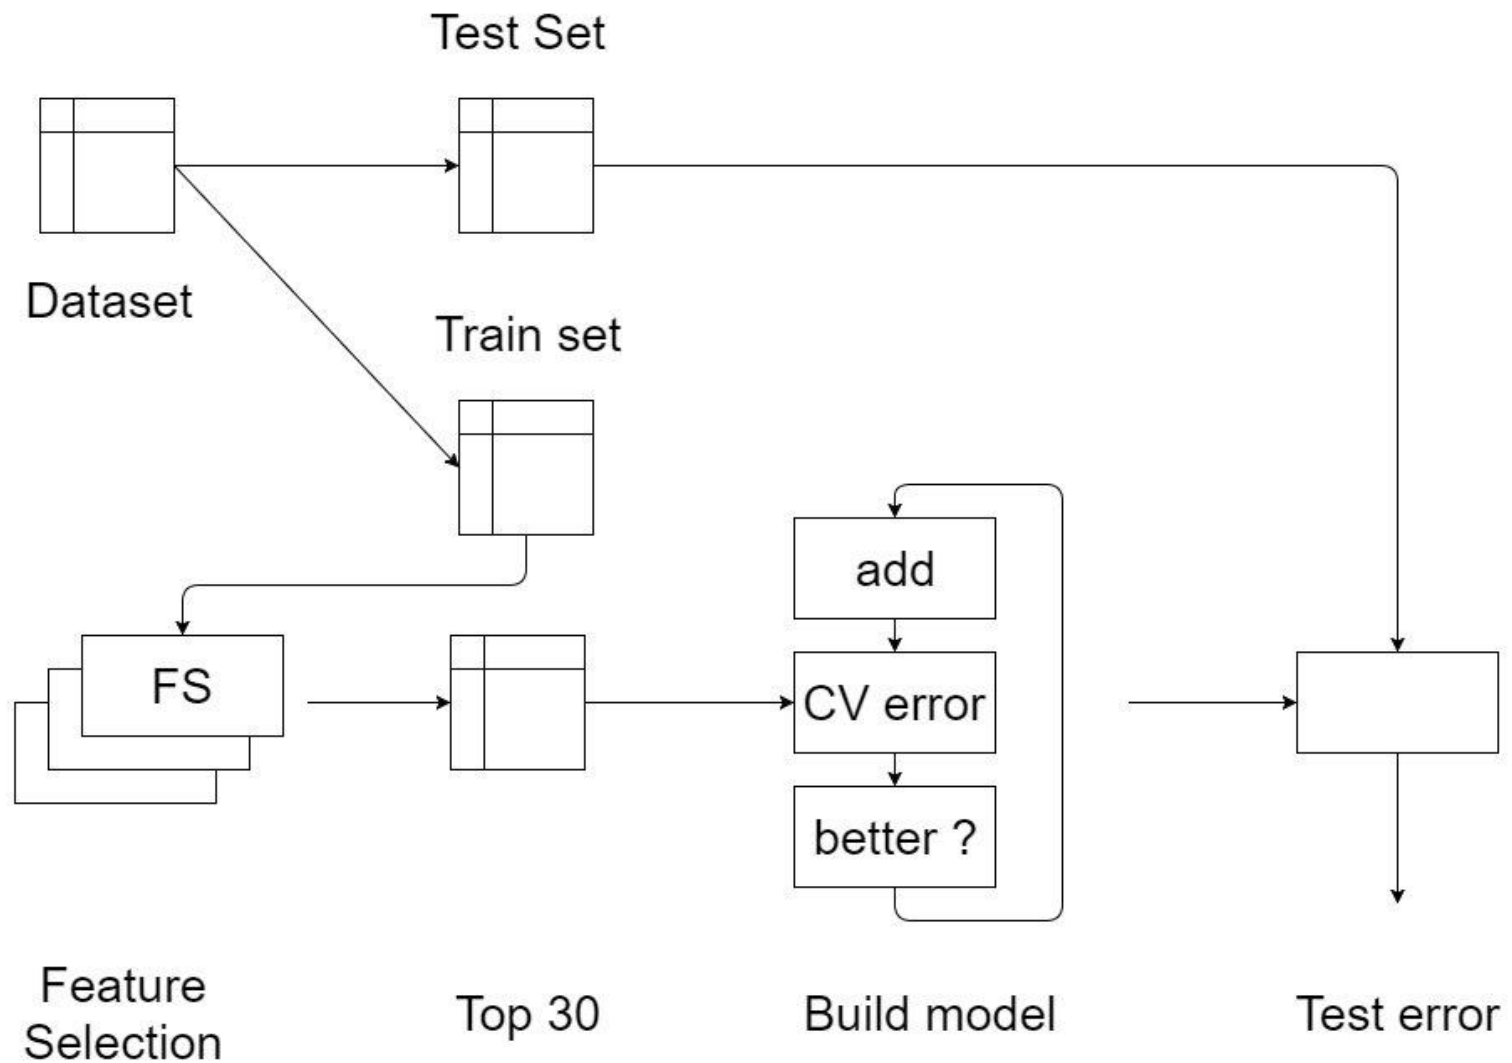 Test Set
Dataset
Train set
add
FS
CV error
better ?
Feature
Selection
Top 30
Build model
Test error